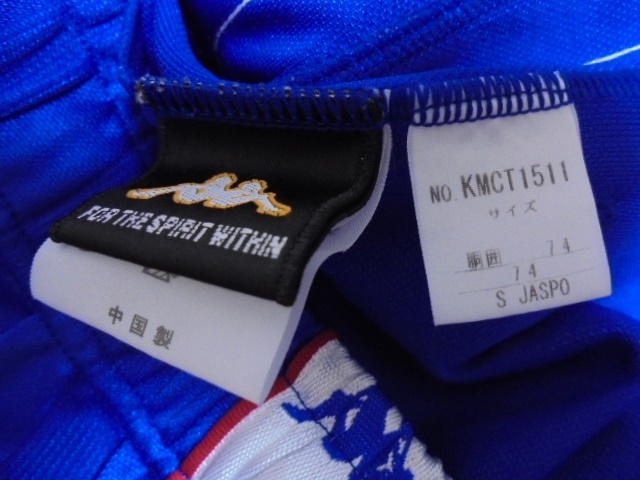 FOR THE SPIRIT WITHIN
中国製
NO. KMCT1511
サイズ
胴囲 74
74
S JASPO